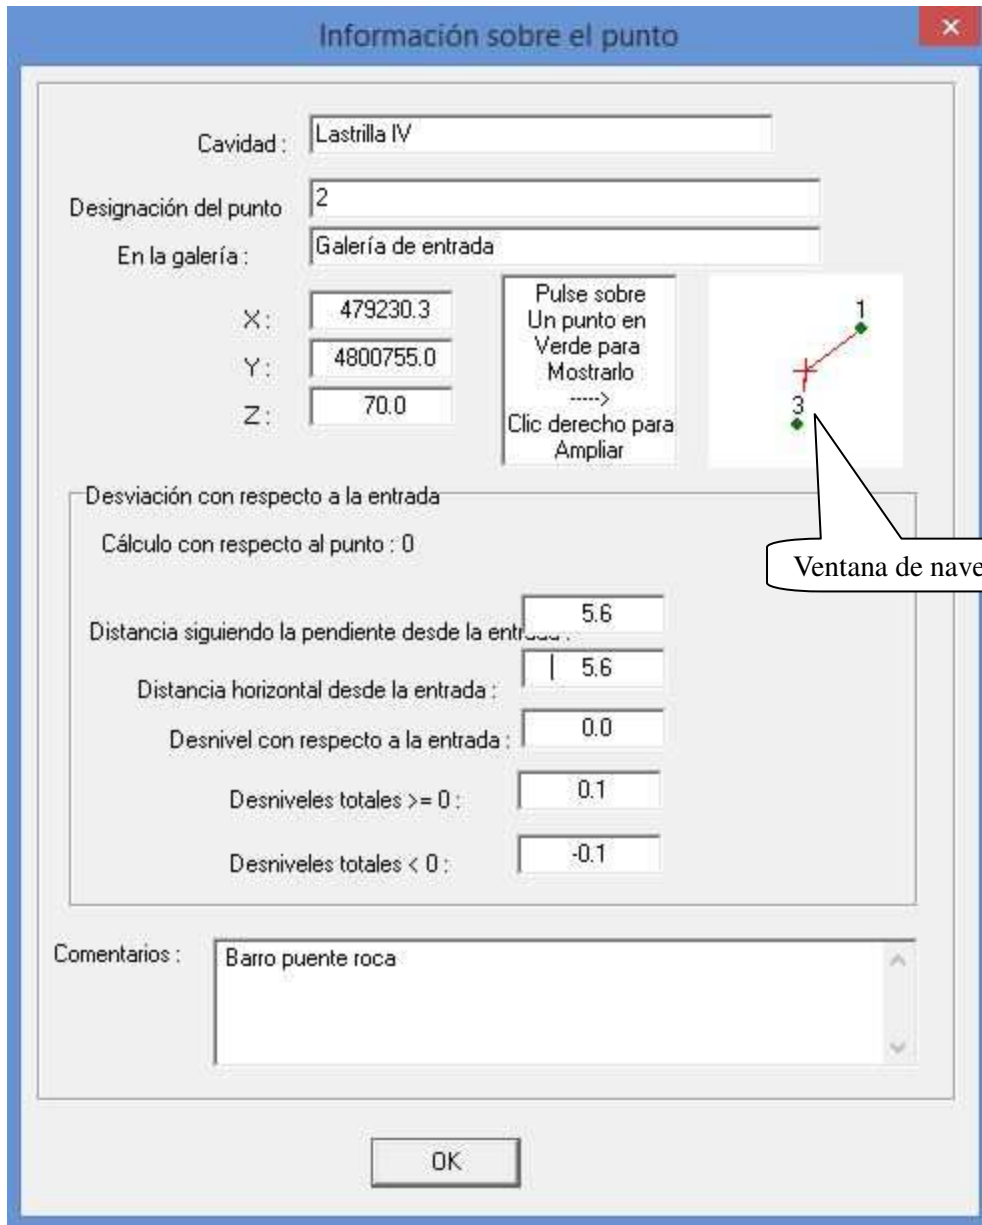 Información sobre el punto
Cavidad :
Lastrilla IV
Designación del punto
2
En la galería :
Galería de entrada
X :
479230.3
Y :
4800755.0
Z :
70.0
Pulse sobre
Un punto en
Verde para
Mostrarlo
----->
Clic derecho para
Ampliar
1
3
Ventana de nave
Desviación con respecto a la entrada
Cálculo con respecto al punto : 0
Distancia siguiendo la pendiente desde la entrada :
5.6
Distancia horizontal desde la entrada :
5.6
Desnivel con respecto a la entrada :
0.0
Desniveles totales >= 0 :
0.1
Desniveles totales < 0 :
-0.1
Comentarios :
Barro puente roca
OK